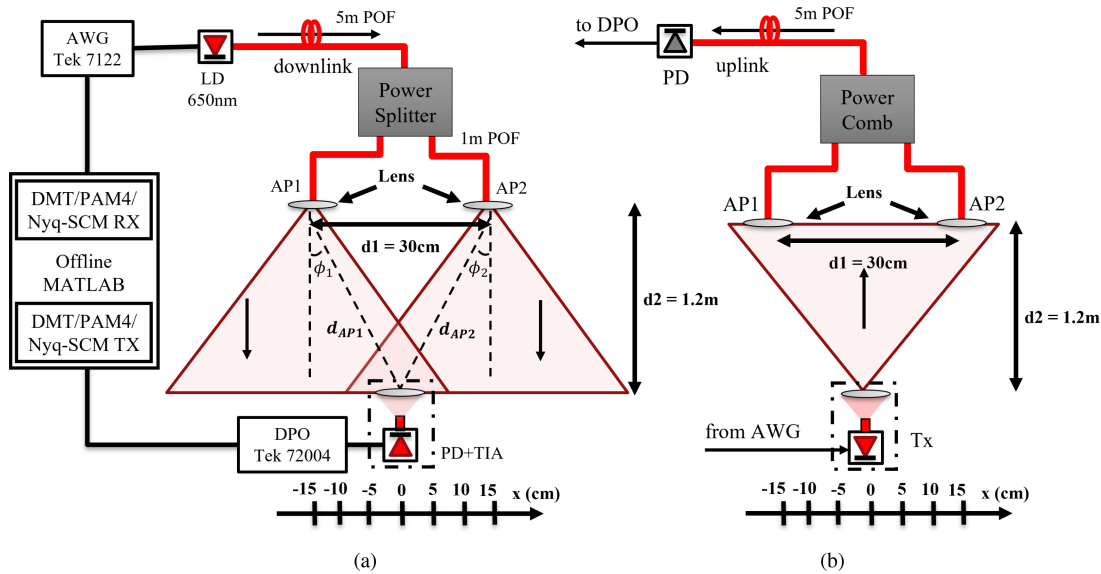 AWG
Tek 7122
LD
650nm
5m POF
downlink
Power
Splitter
1m POF
AP1
Lens
AP2
d1 = 30cm
ϕ1
ϕ2
dAP1
dAP2
d2 = 1.2m
DMT/PAM4/
Nyq-SCM RX
Offline
MATLAB
DMT/PAM4/
Nyq-SCM TX
DPO
Tek 72004
PD+TIA
-15 -10 -5 0 5 10 15 x (cm)
(a)
to DPO
PD
5m POF
uplink
Power
Comb
AP1
Lens
AP2
d1 = 30cm
d2 = 1.2m
from AWG
Tx
-15 -10 -5 0 5 10 15 x (cm)
(b)